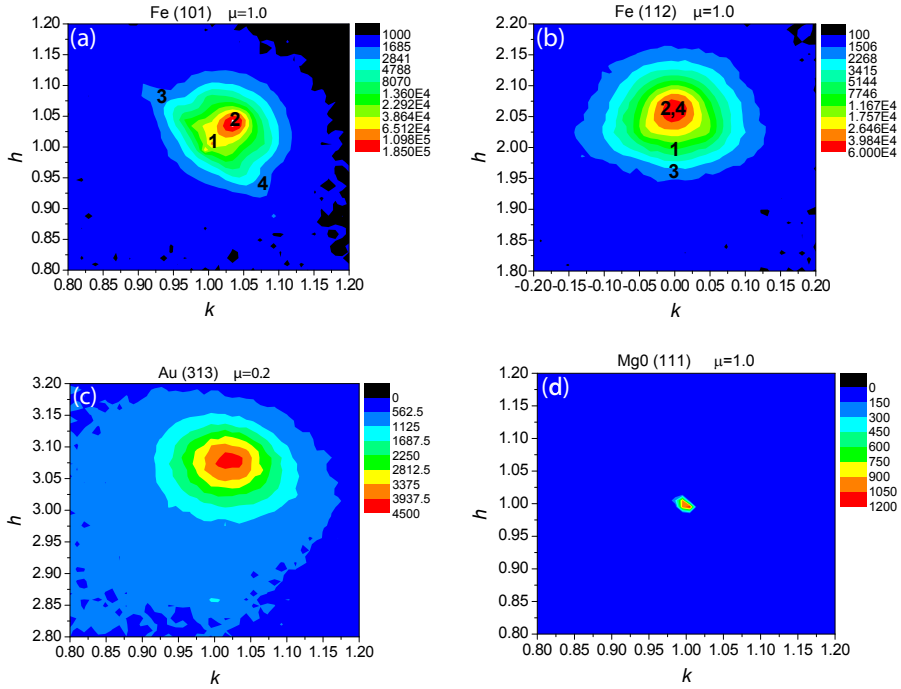 Fe (101) μ=1.0
(a)
h
1.20
1.15
1.10
1.05
1.00
0.95
0.90
0.85
0.80
3
2
1
4
0.80 0.85 0.90 0.95 1.00 1.05 1.10 1.15 1.20
k
1000
1685
2841
4788
8070
1.360E4
2.292E4
3.864E4
6.512E4
1.098E5
1.850E5
Fe (112) μ=1.0
(b)
h
2.20
2.15
2.10
2.05
2.00
1.95
1.90
1.85
1.80
2,4
1
3
-0.20 -0.15 -0.10 -0.05 0.00 0.05 0.10 0.15 0.20
k
100
1506
2268
3415
5144
7746
1.167E4
1.757E4
2.646E4
3.984E4
6.000E4
Au (313) μ=0.2
(c)
h
3.20
3.15
3.10
3.05
3.00
2.95
2.90
2.85
2.80
0.80 0.85 0.90 0.95 1.00 1.05 1.10 1.15 1.20
k
0
562.5
1125
1687.5
2250
2812.5
3375
3937.5
4500
Mg0 (111) μ=1.0
(d)
h
1.20
1.15
1.10
1.05
1.00
0.95
0.90
0.85
0.80
0.80 0.85 0.90 0.95 1.00 1.05 1.10 1.15 1.20
k
0
150
300
450
600
750
900
1050
1200